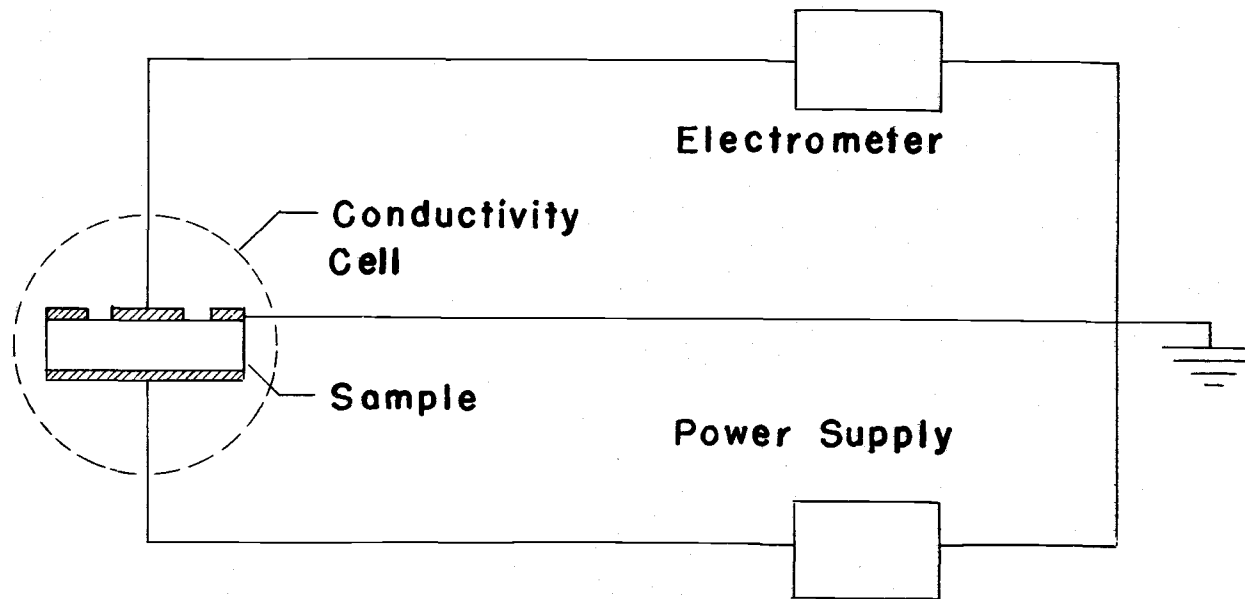 Electrometer
Conductivity
Cell
Sample
Power Supply